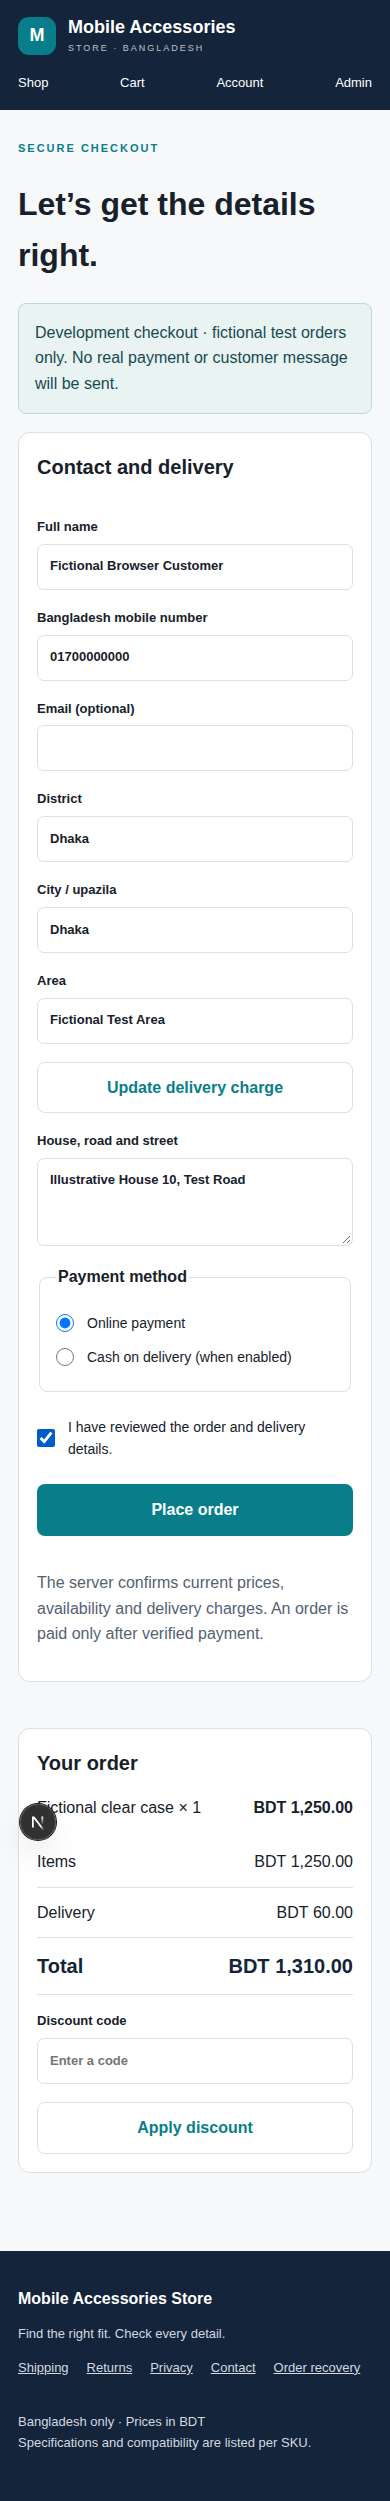 M
Mobile Accessories
STORE · BANGLADESH
Shop Cart Account Admin
SECURE CHECKOUT
Let’s get the details
right.
Development checkout · fictional test orders
only. No real payment or customer message
will be sent.
Contact and delivery
Full name
Fictional Browser Customer
Bangladesh mobile number
01700000000
Email (optional)
District
Dhaka
City / upazila
Dhaka
Area
Fictional Test Area
Update delivery charge
House, road and street
Illustrative House 10, Test Road
Payment method
Online payment
Cash on delivery (when enabled)
I have reviewed the order and delivery
details.
Place order
The server confirms current prices,
availability and delivery charges. An order is
paid only after verified payment.
Your order
Fictional clear case × 1 BDT 1,250.00
N
Items BDT 1,250.00
Delivery BDT 60.00
Total BDT 1,310.00
Discount code
Enter a code
Apply discount
Mobile Accessories Store
Find the right fit. Check every detail.
Shipping Returns Privacy Contact Order recovery
Bangladesh only · Prices in BDT
Specifications and compatibility are listed per SKU.